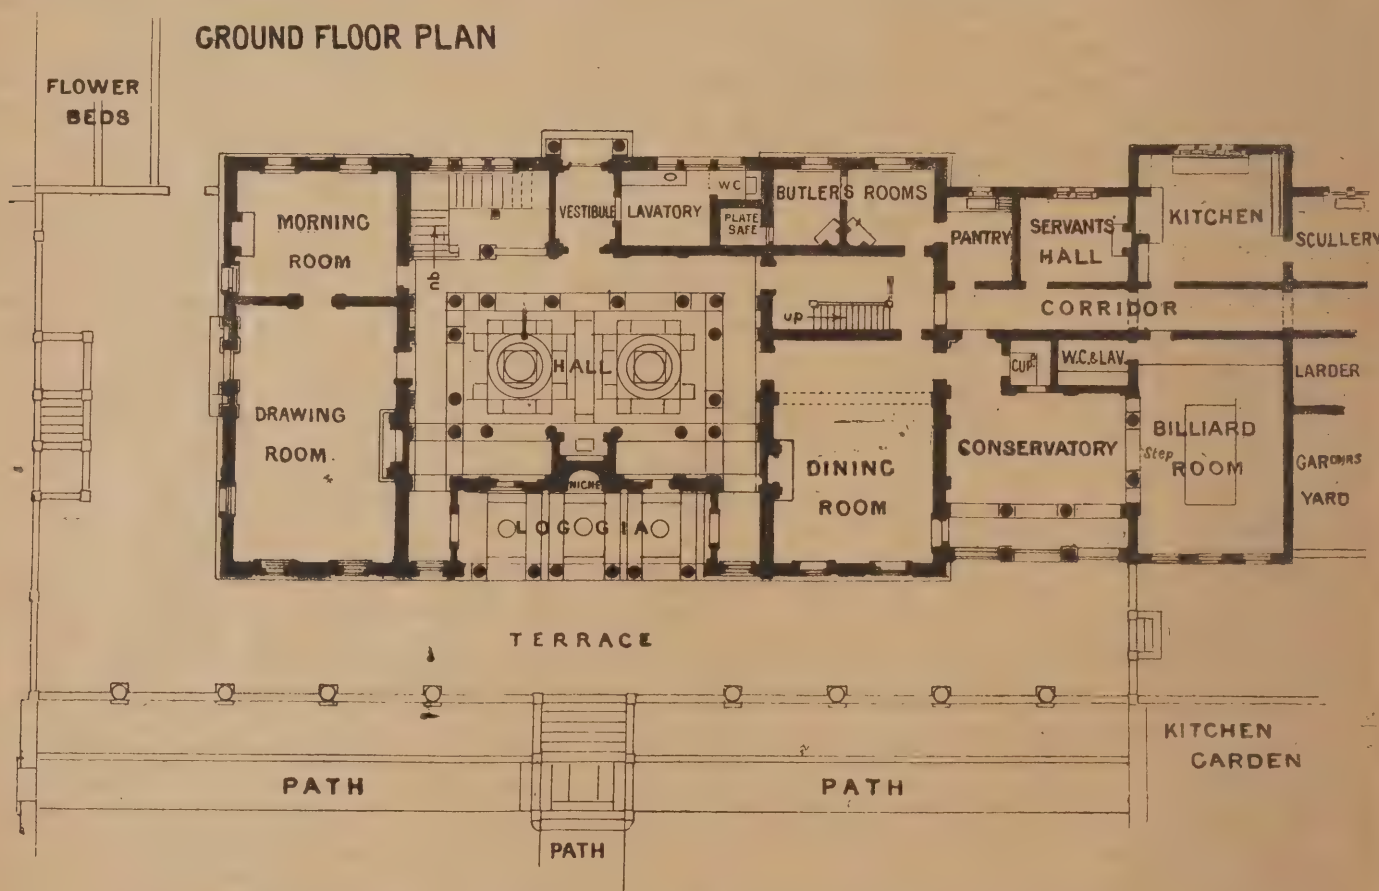 GROUND FLOOR PLAN
FLOWER
BEDS
MORNING
ROOM
up
VESTIBULE
LAVATORY
WC
PLATE
SAFE
BUTLERS ROOMS
PANTRY
SERVANTS
HALL
KITCHEN
SCULLERY
CORRIDOR
up
HALL
CUP
W.C.& LAV.
LARDER
DRAWING
ROOM.
NICHE
LOGGIA
DINING
ROOM
CONSERVATORY
BILLIARD
Step
ROOM
GARDNRS
YARD
TERRACE
KITCHEN
GARDEN
PATH
PATH
PATH